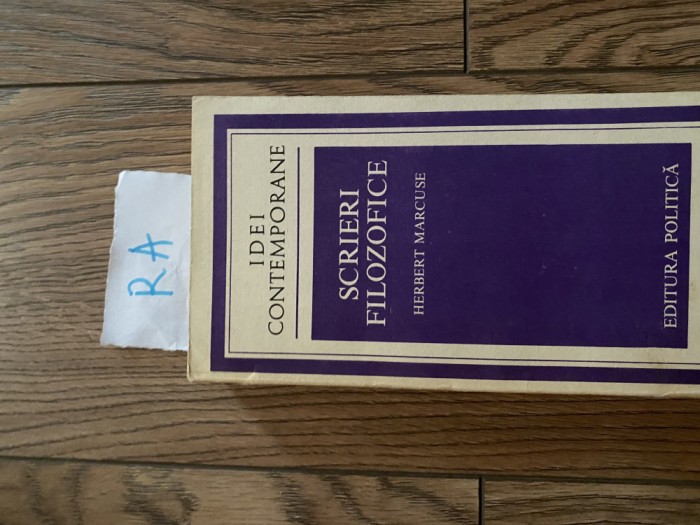 RA
IDEI
CONTEMPORANE
SCRIERI
FILOZOFICE
HERBERT MARCUSE
EDITURA POLITICĂ